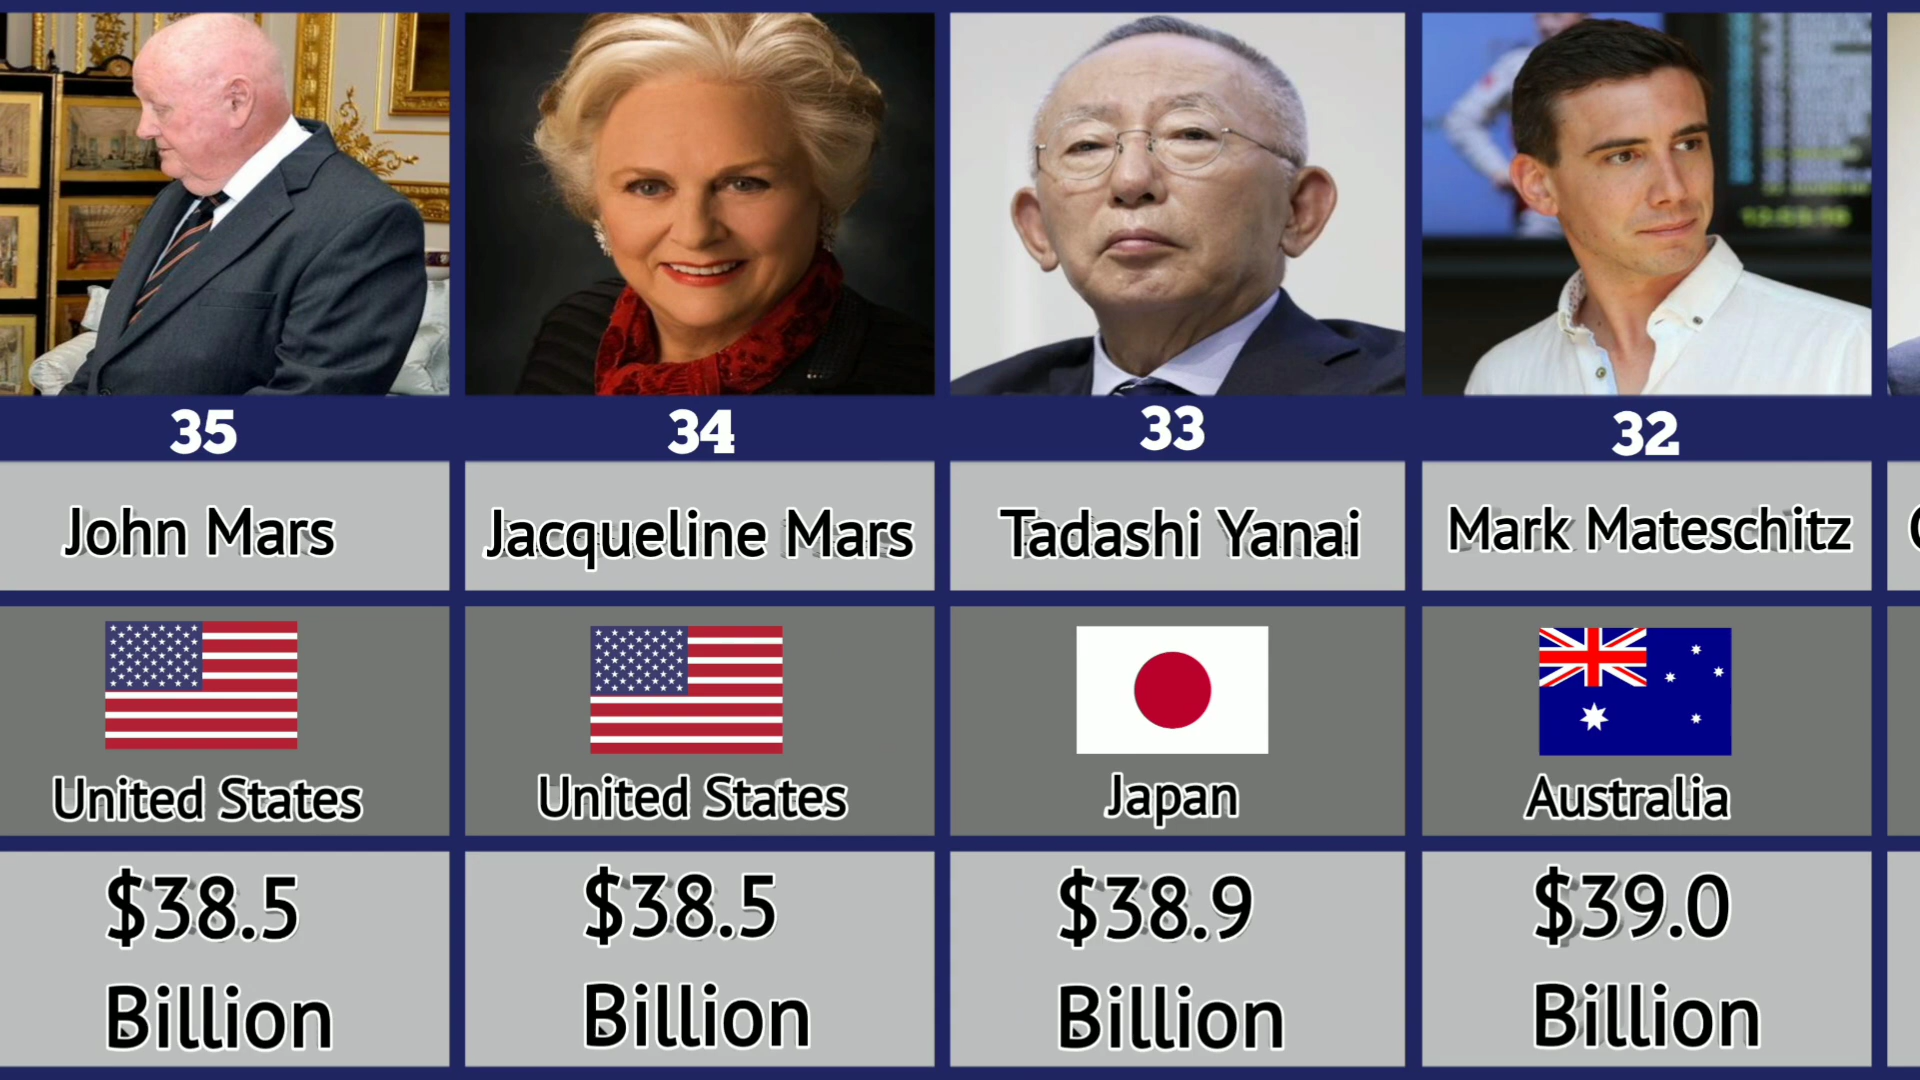 35
34
33
32
John Mars
Jacqueline Mars
Tadashi Yanai
Mark Mateschitz
United States
United States
Japan
Australia
$38.5
Billion
$38.5
Billion
$38.9
Billion
$39.0
Billion